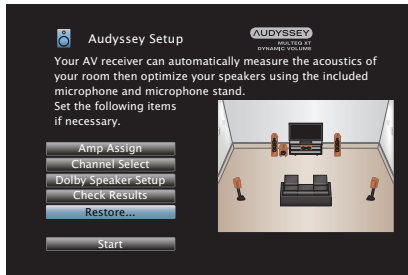 Audyssey Setup
AUDYSSEY
MULTEQ XT
DYNAMIC VOLUME
Your AV receiver can automatically measure the acoustics of
your room then optimize your speakers using the included
microphone and microphone stand.
Set the following items
if necessary.
Amp Assign
Channel Select
Dolby Speaker Setup
Check Results
Restore...
Start